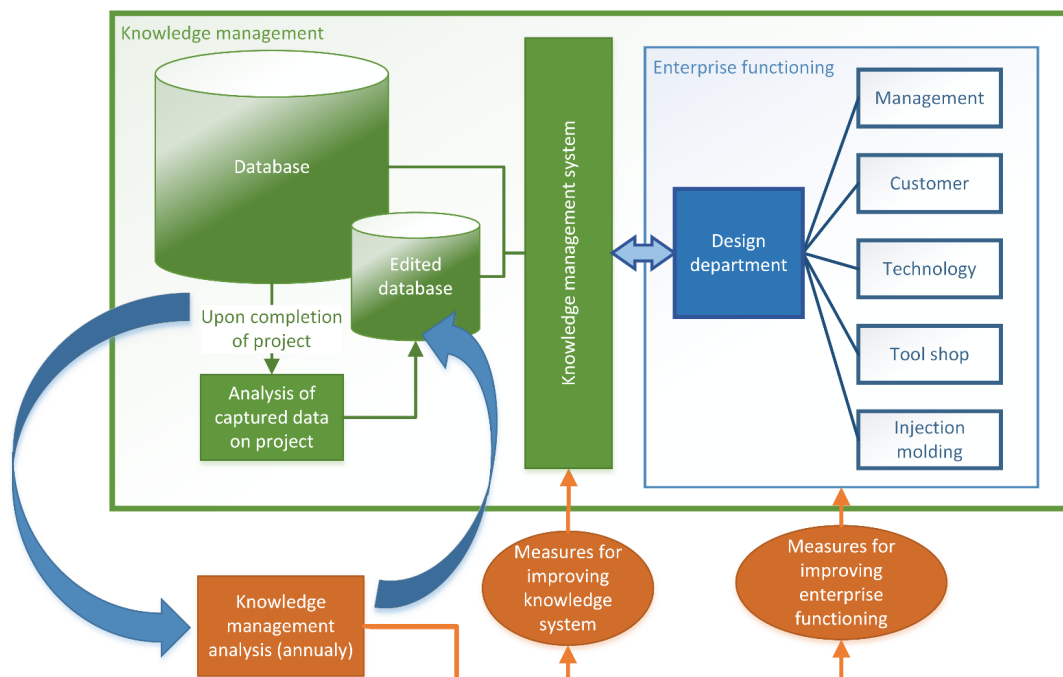 Knowledge management
Database
Edited
database
Upon completion
of project
Analysis of
captured data
on project
Knowledge management system
Enterprise functioning
Design
department
Management
Customer
Technology
Tool shop
Injection
molding
Knowledge
management
analysis (annualy)
Measures for
improving
knowledge
system
Measures for
improving
enterprise
functioning